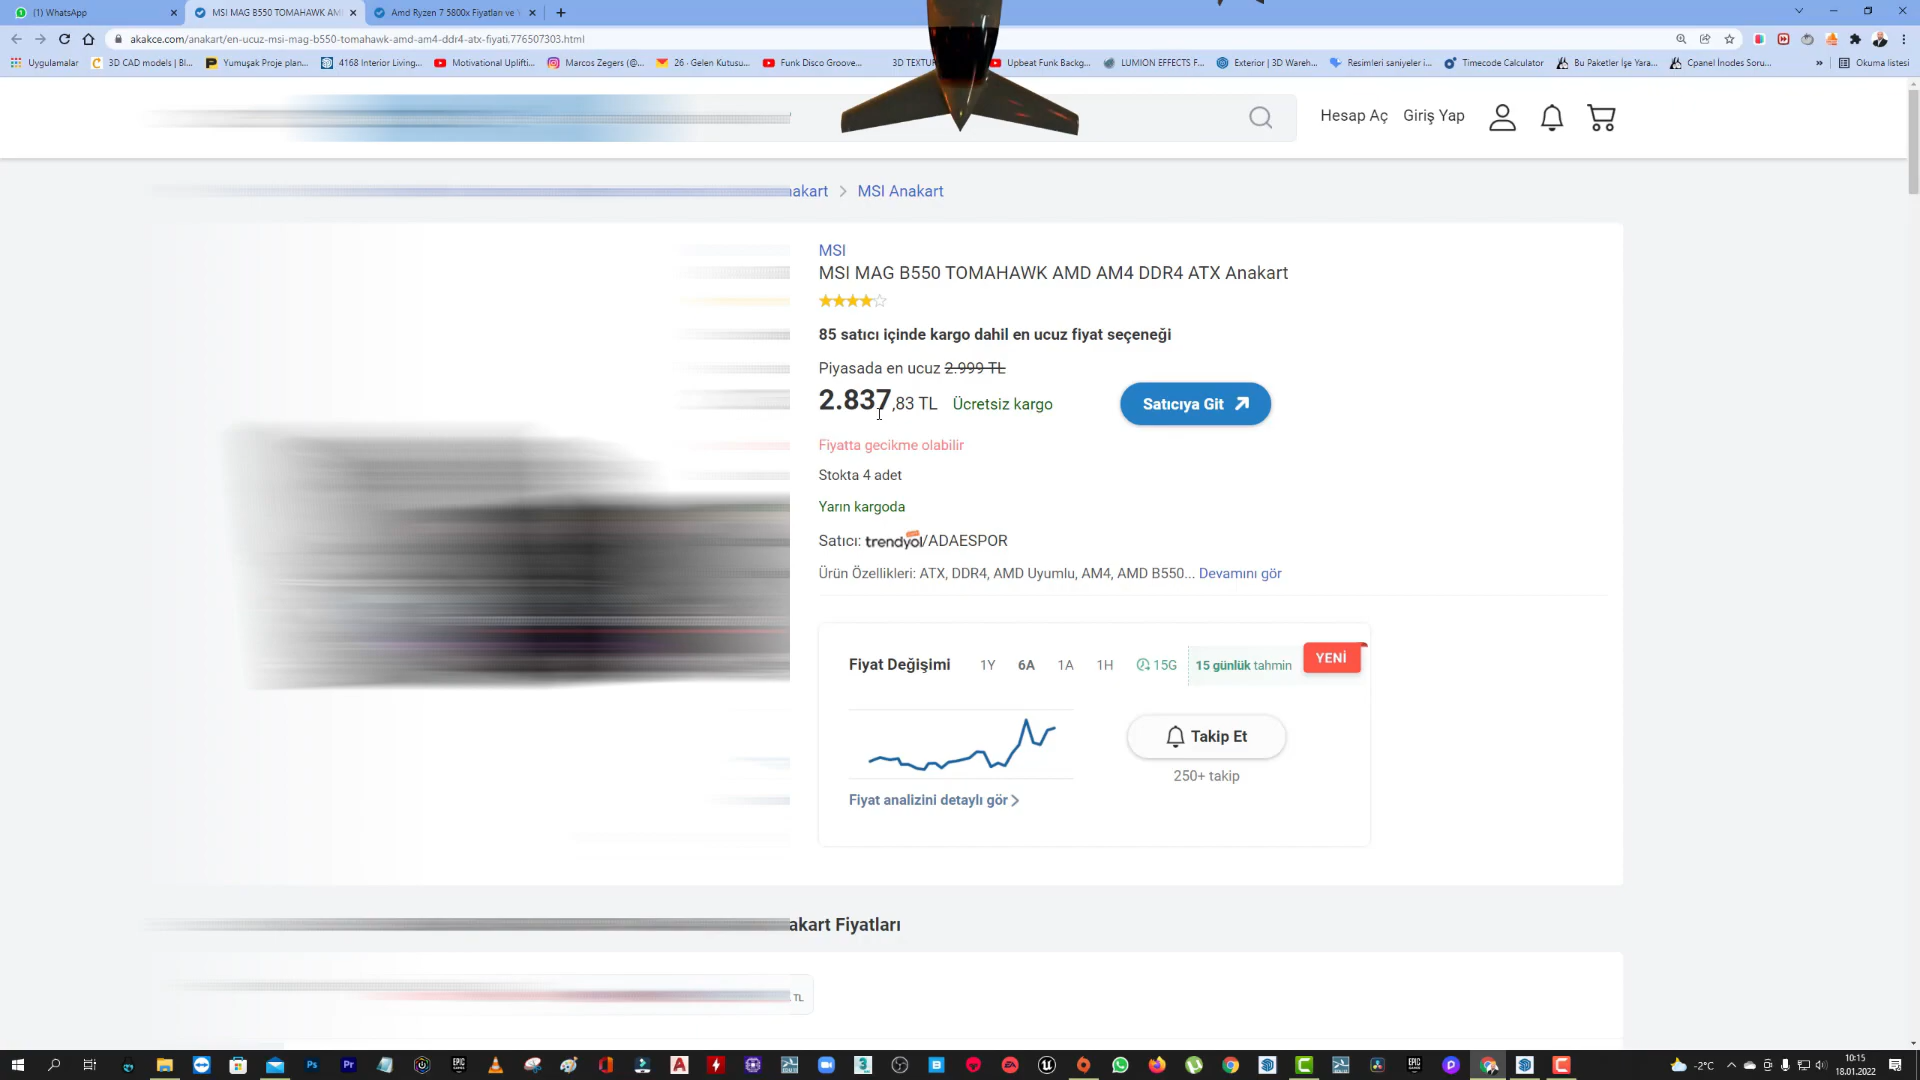 (1) WhatsApp
MSI MAG B550 TOMAHAWK AM
Amd Ryzen 7 5800x Fiyatları ve
akakce.com/anakart/en-ucuz-msi-mag-b550-tomahawk-amd-am4-ddr4-atx-fiyati,776507303.html
Uygulamalar
3D CAD models | Bl...
Yumuşak Proje plan...
4168 Interior Living...
Motivational Uplifti...
Marcos Zegers (@...
26 - Gelen Kutusu...
Funk Disco Groove...
3D TEXTUR
Upbeat Funk Backg...
LUMION EFFECTS F...
Exterior | 3D Wareh...
Resimleri saniyeler i...
Timecode Calculator
Bu Paketler İşe Yara...
Cpanel İnodes Soru...
»
Okuma listesi
Hesap Aç
Giriş Yap
akart > MSI Anakart
MSI
MSI MAG B550 TOMAHAWK AMD AM4 DDR4 ATX Anakart
85 satıcı içinde kargo dahil en ucuz fiyat seçeneği
Piyasada en ucuz 2.999 TL
2.837,83 TL Ücretsiz kargo
Satıcıya Git
Fiyatta gecikme olabilir
Stokta 4 adet
Yarın kargoda
Satıcı: trendyol/ADAESPOR
Ürün Özellikleri: ATX, DDR4, AMD Uyumlu, AM4, AMD B550... Devamını gör
Fiyat Değişimi 1Y 6A 1A 1H 15G 15 günlük tahmin YENİ
Takip Et
250+ takip
Fiyat analizini detaylı gör >
akart Fiyatları
TL
-2°C
10:15
18.01.2022